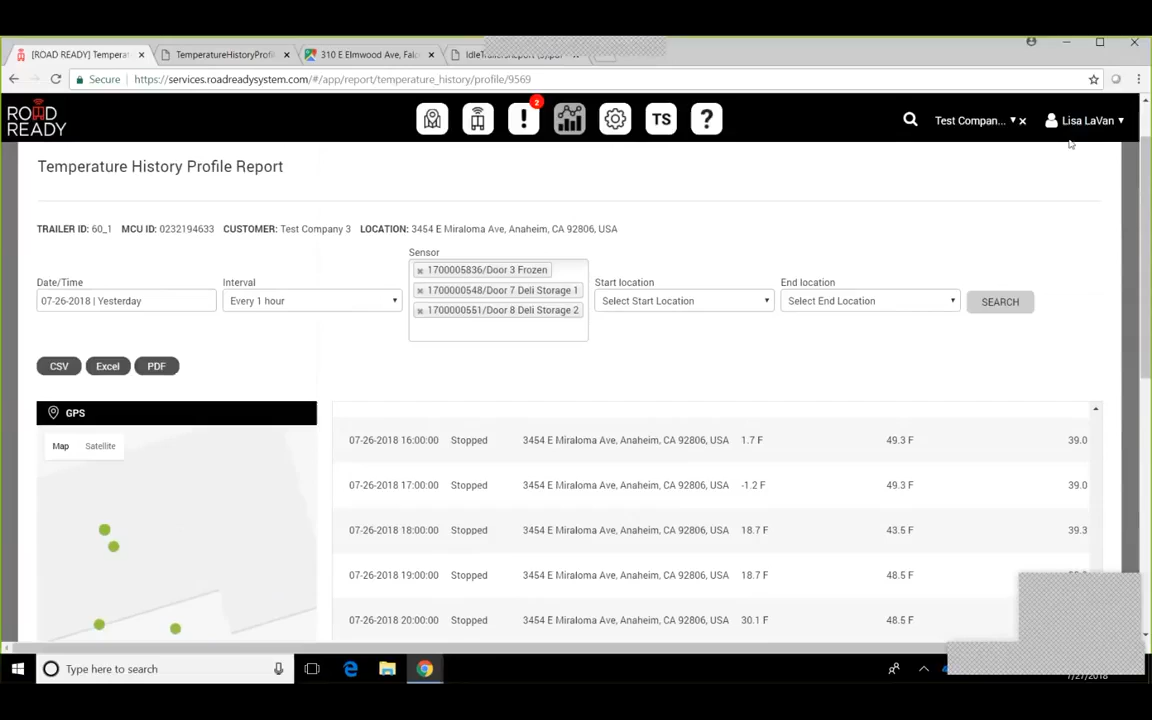 [ROAD READY] Tempera
TemperatureHistoryProfil
310 E Elmwood Ave, Falc
Secure
https://services.roadreadysystem.com/#/app/report/temperature_history/profile/9569
ROAD
READY
2
TS
?
Test Compan...
Lisa LaVan
Temperature History Profile Report
TRAILER ID: 60_1 MCU ID: 0232194633 CUSTOMER: Test Company 3 LOCATION: 3454 E Miraloma Ave, Anaheim, CA 92806, USA
Sensor
1700005836/Door 3 Frozen
1700000548/Door 7 Deli Storage 1
1700000551/Door 8 Deli Storage 2
Date/Time
07-26-2018 | Yesterday
Interval
Every 1 hour
Start location
Select Start Location
End location
Select End Location
SEARCH
CSV Excel PDF
GPS
Map Satellite
07-26-2018 16:00:00 Stopped 3454 E Miraloma Ave, Anaheim, CA 92806, USA 1.7 F 49.3 F 39.0
07-26-2018 17:00:00 Stopped 3454 E Miraloma Ave, Anaheim, CA 92806, USA -1.2 F 49.3 F 39.0
07-26-2018 18:00:00 Stopped 3454 E Miraloma Ave, Anaheim, CA 92806, USA 18.7 F 43.5 F 39.3
07-26-2018 19:00:00 Stopped 3454 E Miraloma Ave, Anaheim, CA 92806, USA 18.7 F 48.5 F
07-26-2018 20:00:00 Stopped 3454 E Miraloma Ave, Anaheim, CA 92806, USA 30.1 F 48.5 F
Type here to search
7/27/2018